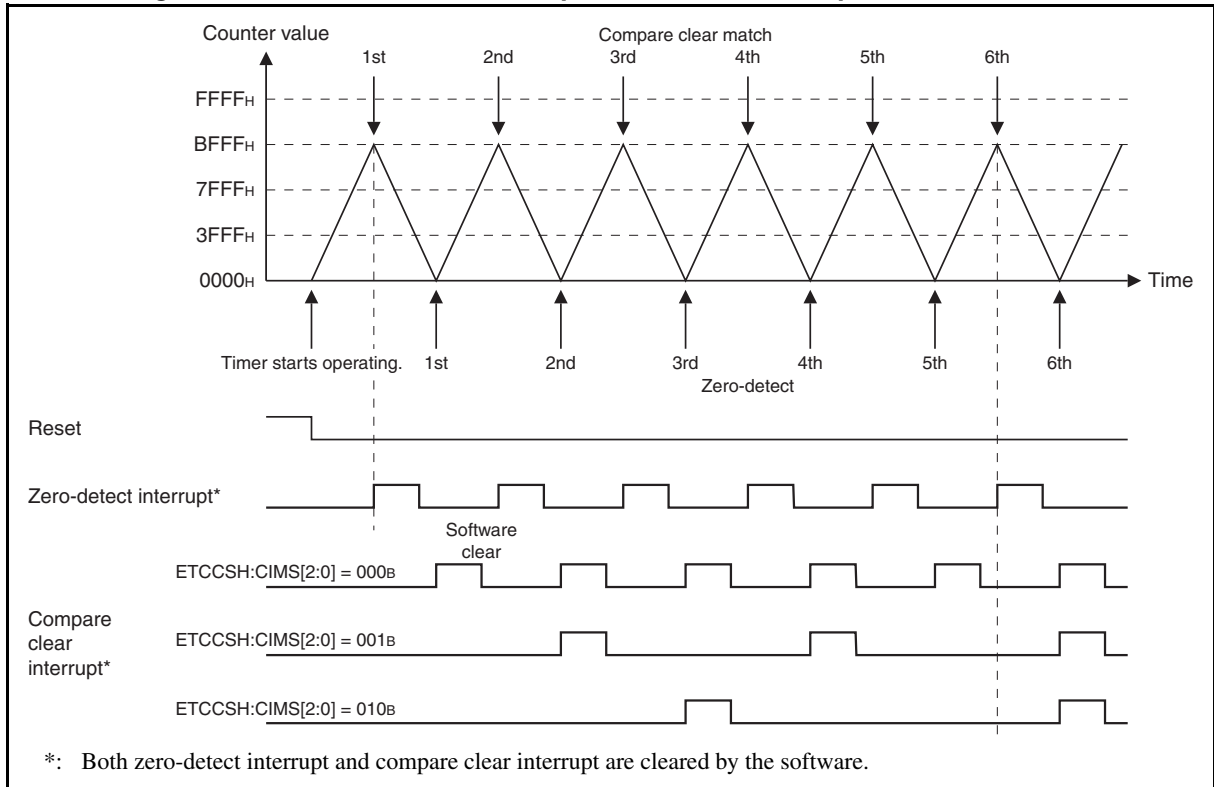 Counter value
Compare clear match
1st 2nd 3rd 4th 5th 6th
FFFFH
BFFFH
7FFFH
3FFFH
0000H
Time
Timer starts operating. 1st 2nd 3rd 4th 5th 6th
Zero-detect
Reset
Zero-detect interrupt*
Software
clear
ETCCSH:CIMS[2:0] = 000B
Compare
clear
interrupt*
ETCCSH:CIMS[2:0] = 001B
ETCCSH:CIMS[2:0] = 010B
*: Both zero-detect interrupt and compare clear interrupt are cleared by the software.